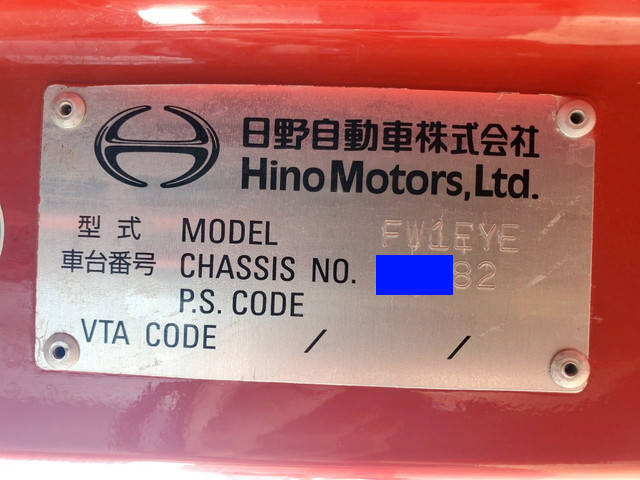 日野自動車株式会社
Hino Motors, Ltd.
型式 MODEL FW1EYE
車台番号 CHASSIS NO. 82
P.S. CODE
VTA CODE / /